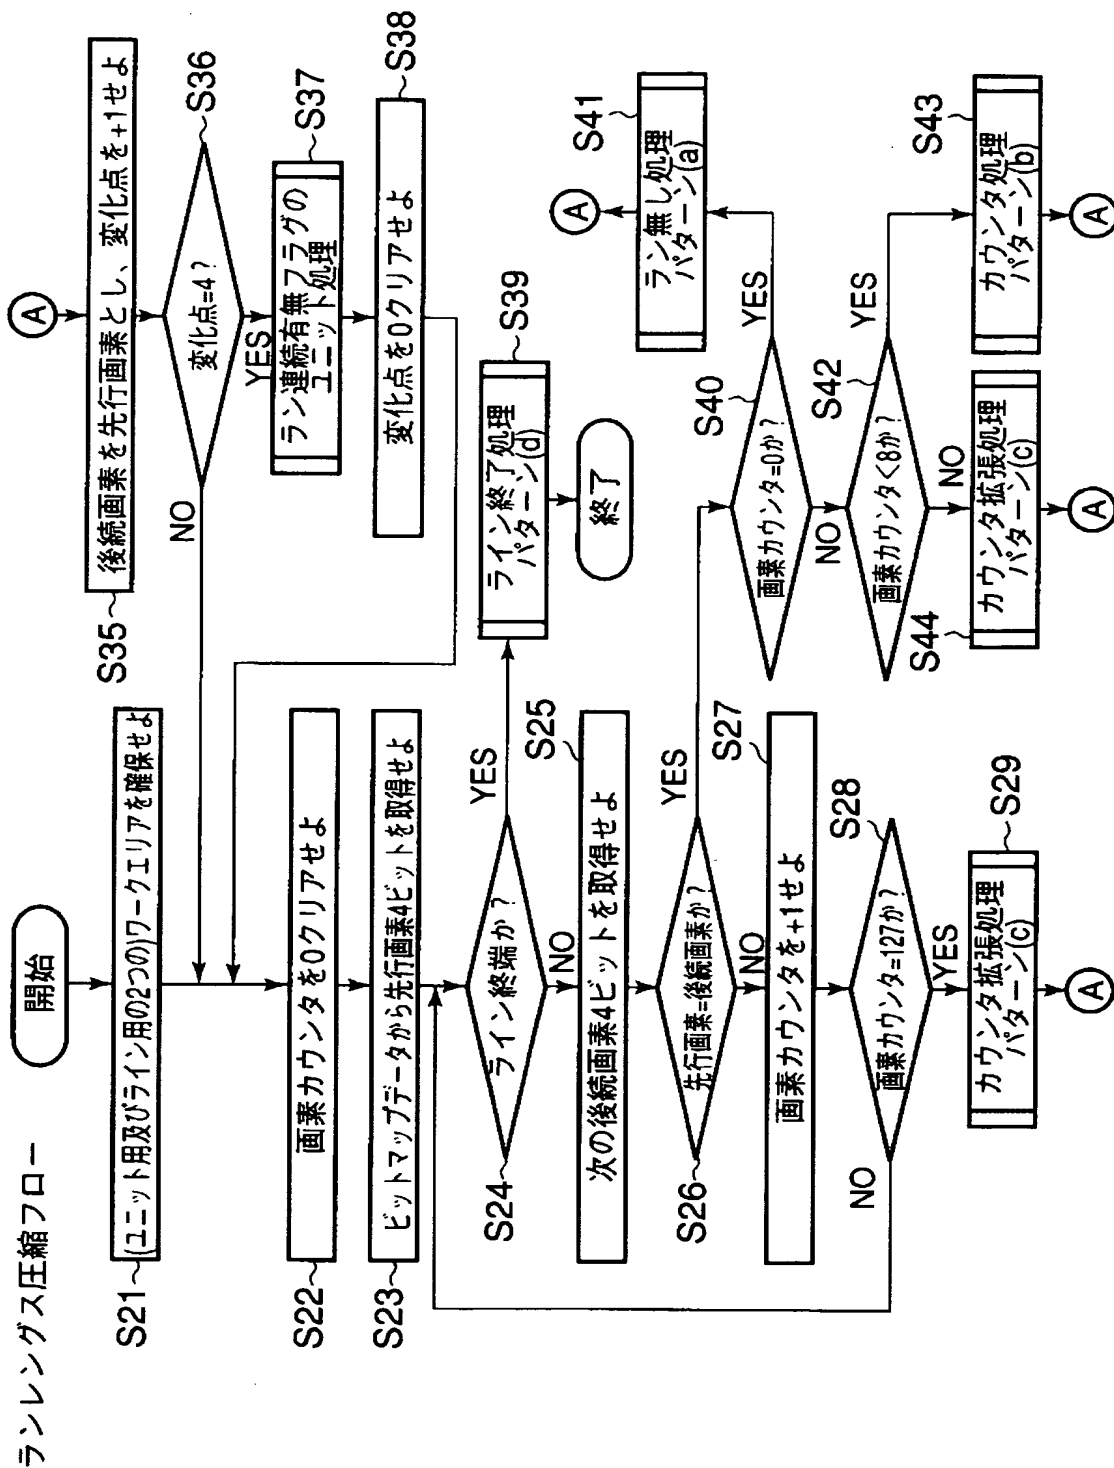 ランレングス圧縮フロー
開始
(ユニット用及びライン用の2つの)ワークエリアを確保せよ
S21
画素カウンタを0クリアせよ
S22
ビットマップデータから先行画素4ビットを取得せよ
S23
ライン終端か?
S24
YES
NO
次の後続画素4ビットを取得せよ
S25
先行画素=後続画素か?
S26
YES
NO
画素カウンタを+1せよ
S27
画素カウンタ=127か?
S28
NO
YES
カウンタ拡張処理
パターン(c)
S29
A
A
後続画素を先行画素とし、変化点を+1せよ
S35
変化点=4?
S36
NO
YES
ラン連続有無フラグの
ユニット処理
S37
変化点を0クリアせよ
S38
ライン終了処理
パターン(d)
S39
終了
画素カウンタ=0か?
S40
YES
NO
ラン無し処理
パターン(a)
S41
A
画素カウンタ<8か?
S42
YES
NO
カウンタ処理
パターン(b)
S43
A
カウンタ拡張処理
パターン(c)
S44
A